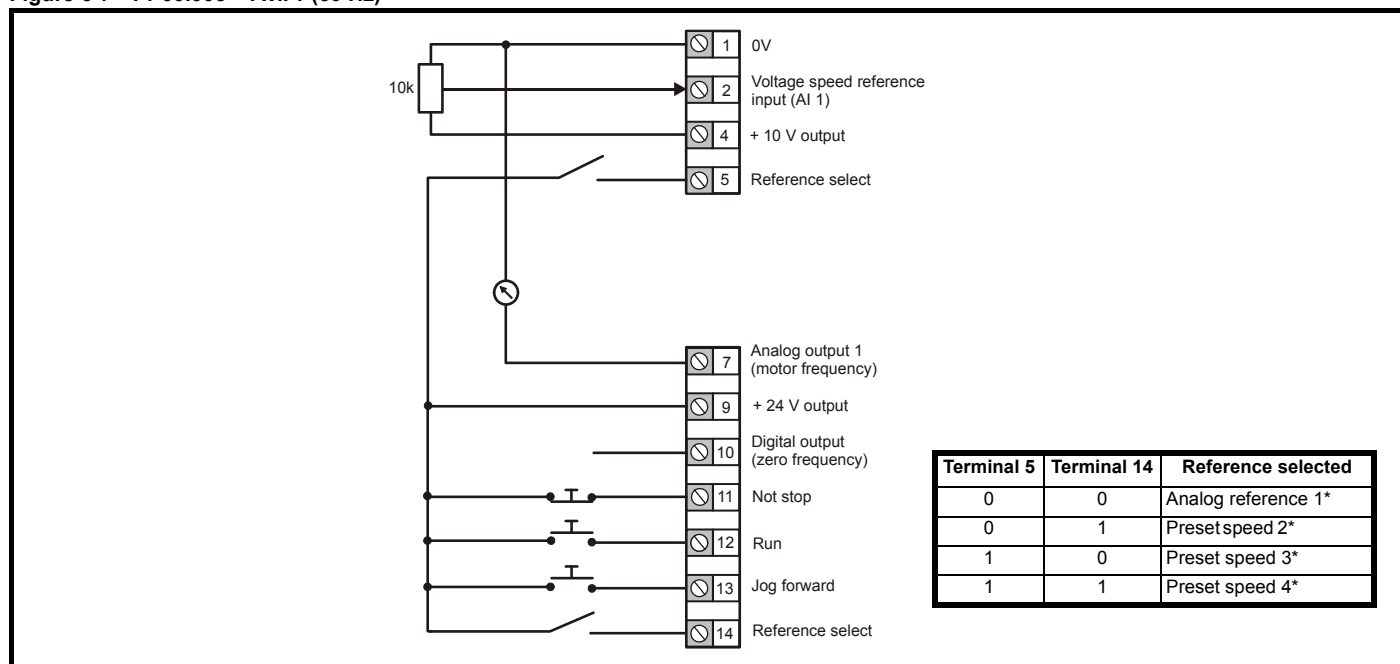 1 0V
10k
2 Voltage speed reference
input (AI 1)
4 + 10 V output
5 Reference select
7 Analog output 1
(motor frequency)
9 + 24 V output
10 Digital output
(zero frequency)
11 Not stop
12 Run
13 Jog forward
14 Reference select
Terminal 5 Terminal 14 Reference selected
0 0 Analog reference 1*
0 1 Preset speed 2*
1 0 Preset speed 3*
1 1 Preset speed 4*